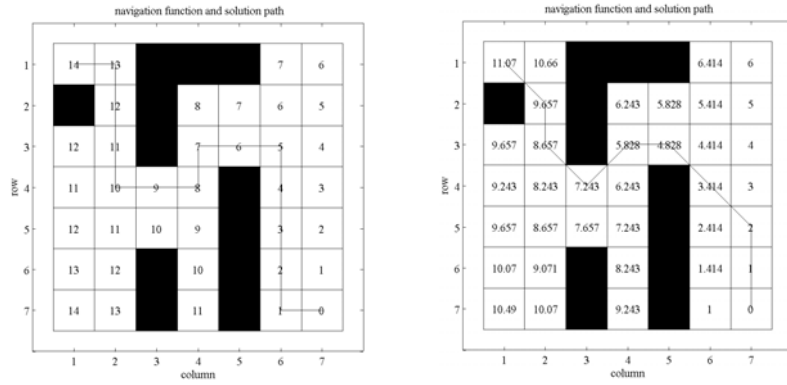 navigation function and solution path
1 14 13 7 6
2 12 8 7 6 5
3 12 11 7 6 5 4
4 11 10 9 8 4 3
5 12 11 10 9 3 2
6 13 12 10 2 1
7 14 13 11 1 0
1 2 3 4 5 6 7
column
row
navigation function and solution path
1 11.07 10.66 6.414 6
2 9.657 6.243 5.828 5.414 5
3 9.657 8.657 5.828 4.828 4.414 4
4 9.243 8.243 7.243 6.243 3.414 3
5 9.657 8.657 7.657 7.243 2.414 2
6 10.07 9.071 8.243 1.414 1
7 10.49 10.07 9.243 1 0
1 2 3 4 5 6 7
column
row